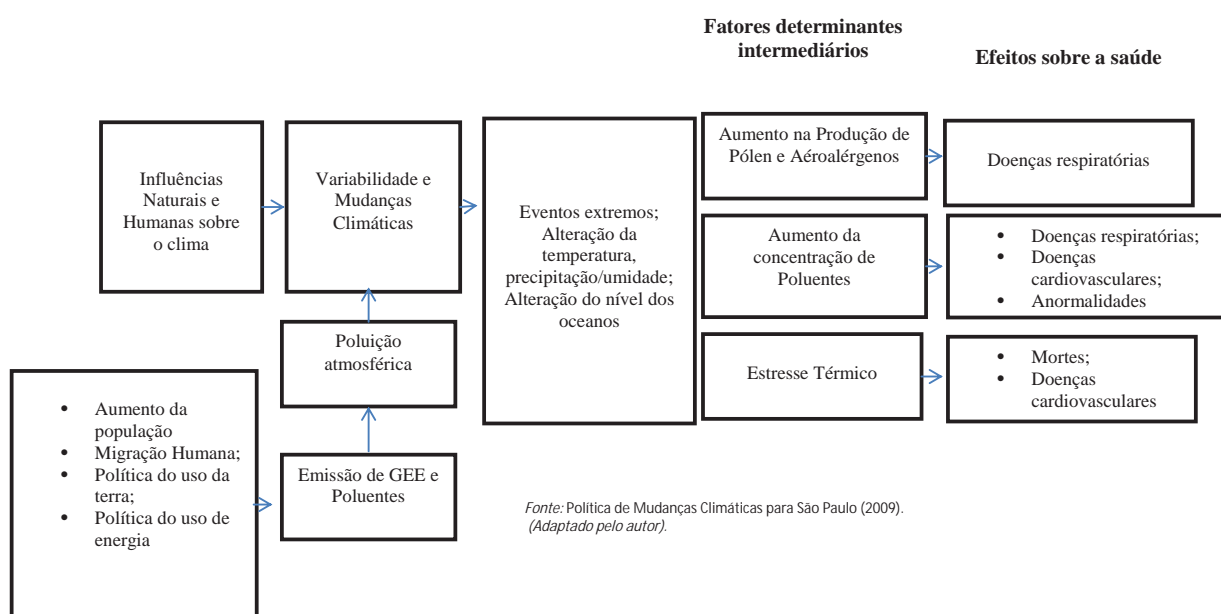 Fatores determinantes
intermediários
Efeitos sobre a saúde
Influências
Naturais e
Humanas sobre
o clima
Variabilidade e
Mudanças
Climáticas
Eventos extremos;
Alteração da
temperatura,
precipitação/umidade;
Alteração do nível dos
oceanos
Aumento na Produção de
Pólen e Aéroalérgenos
Doenças respiratórias
Aumento da
concentração de
Poluentes
• Doenças respiratórias;
• Doenças
cardiovasculares;
• Anormalidades
Estresse Térmico
• Mortes;
• Doenças
cardiovasculares
Poluição
atmosférica
• Aumento da
população
• Migração Humana;
• Política do uso da
terra;
• Política do uso de
energia
Emissão de GEE e
Poluentes
Fonte: Política de Mudanças Climáticas para São Paulo (2009).
(Adaptado pelo autor).